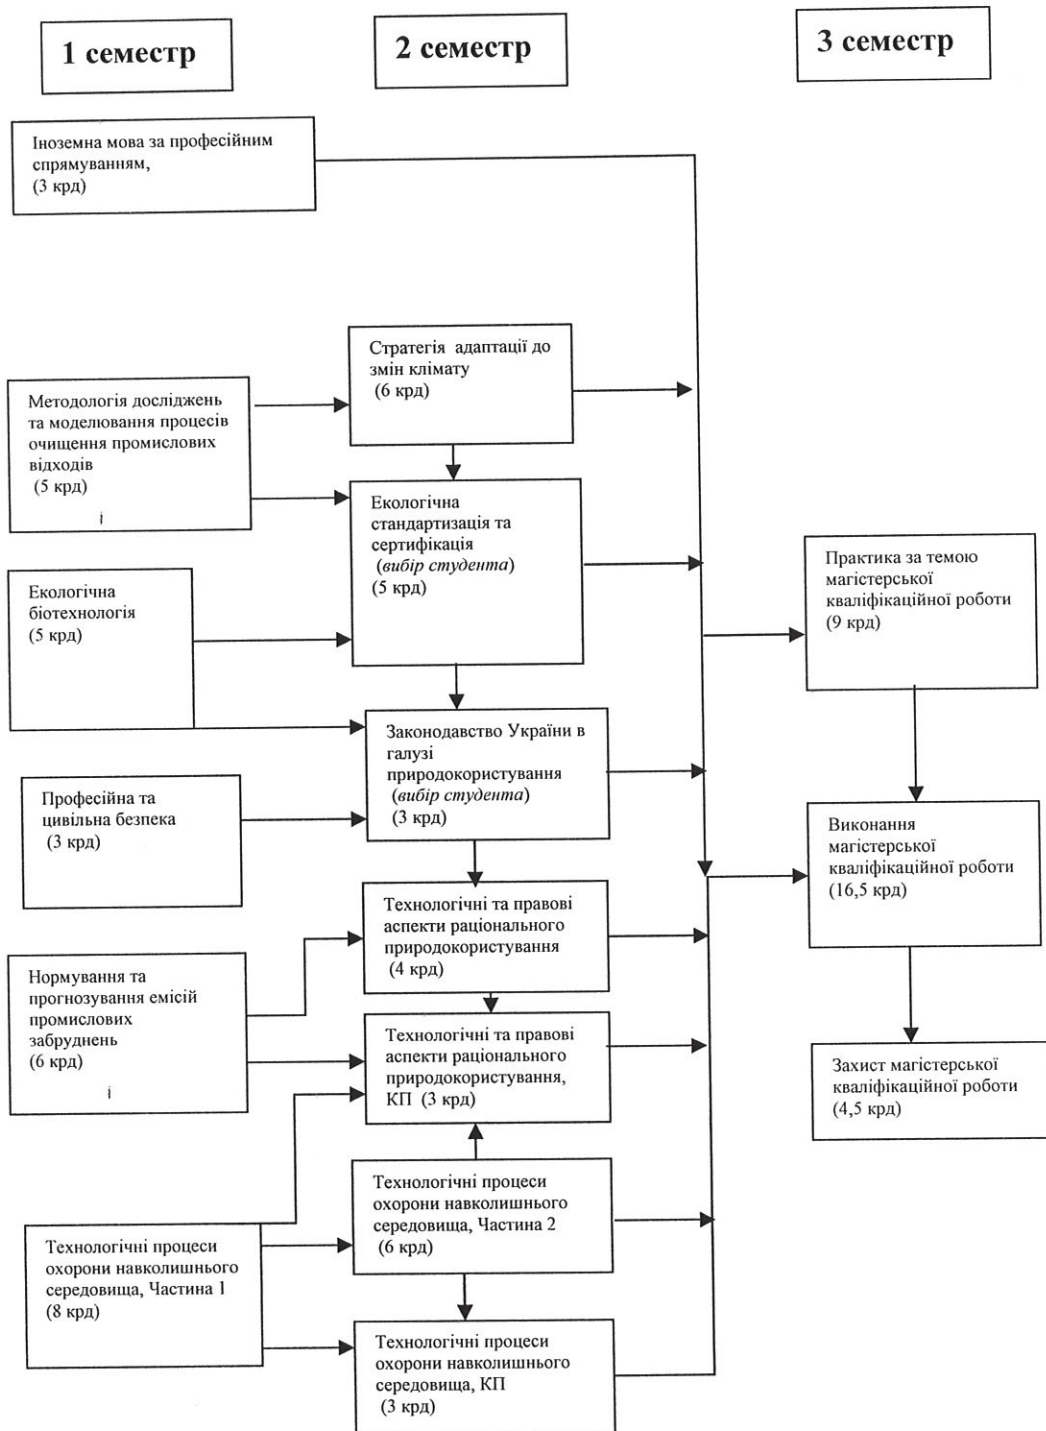 1 семестр
2 семестр
3 семестр
Іноземна мова за професійним
спрямуванням,
(3 крд)
Методологія досліджень
та моделювання процесів
очищення промислових
відходів
(5 крд)
і
Екологічна
біотехнологія
(5 крд)
Професійна та
цивільна безпека
(3 крд)
Нормування та
прогнозування емісій
промислових
забруднень
(6 крд)
і
Технологічні процеси
охорони навколишнього
середовища, Частина 1
(8 крд)
Стратегія адаптації до
змін клімату
(6 крд)
Екологічна
стандартизація та
сертифікація
(вибір студента)
(5 крд)
Законодавство України в
галузі
природокористування
(вибір студента)
(3 крд)
Технологічні та правові
аспекти раціонального
природокористування
(4 крд)
Технологічні та правові
аспекти раціонального
природокористування,
КП (3 крд)
Технологічні процеси
охорони навколишнього
середовища, Частина 2
(6 крд)
Технологічні процеси
охорони навколишнього
середовища, КП
(3 крд)
Практика за темою
магістерської
кваліфікаційної роботи
(9 крд)
Виконання
магістерської
кваліфікаційної роботи
(16,5 крд)
Захист магістерської
кваліфікаційної роботи
(4,5 крд)